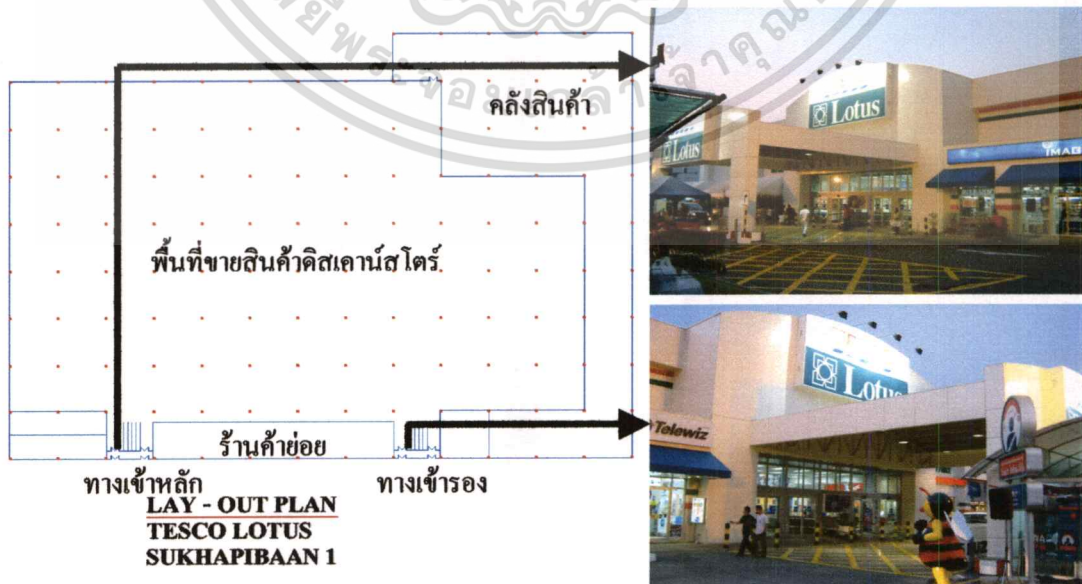 คลังสินค้า
พื้นที่ขายสินค้าดิสเคาน์สโตร์
ร้านค้าย่อย
ทางเข้าหลัก
ทางเข้ารอง
LAY - OUT PLAN
TESCO LOTUS
SUKHAPIBAAN 1
Lotus
Lotus
IMAG
Lotus
Telewiz